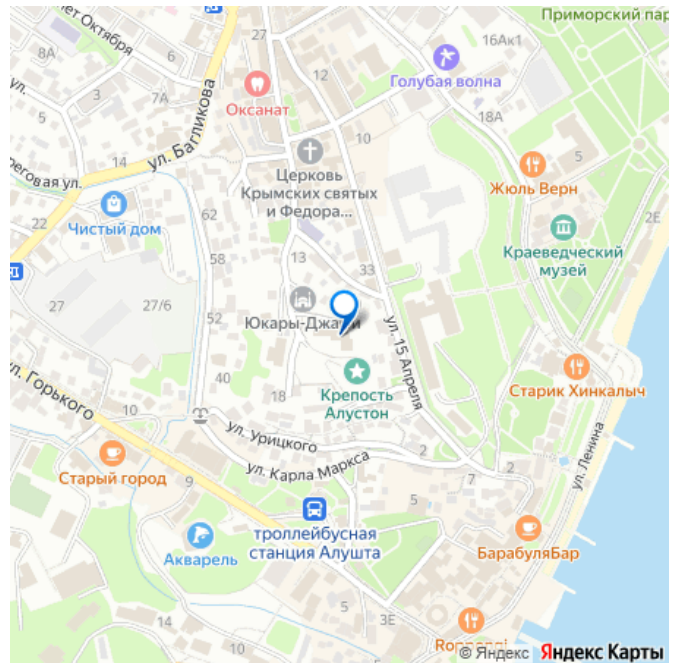 Приморский пар
лет Октября
27
16Ак1
8А
6
Голубая волна
12
5
3
7А
Оксанат
ул. Багликова
18А
10
5
14
Церковь
Крымских святых
и Федора...
Жюль Верн
реговая ул.
22
Чистый дом
62
2Е
Краеведческий
музей
58
13
33
27
27/6
52
Юкары-Джами
ул. 15 Апреля
40
18
Крепость
Алустон
Старик Хинкалыч
ул. Горького
10
26
ул. Урицкого
2
ул. Карла Маркса
7
2
ул. Ленина
Старый город
9
5
троллейбусная
станция Алушта
Акварель
БарабуляБар
5
14
3Е
© Яндекс Яндекс Карты